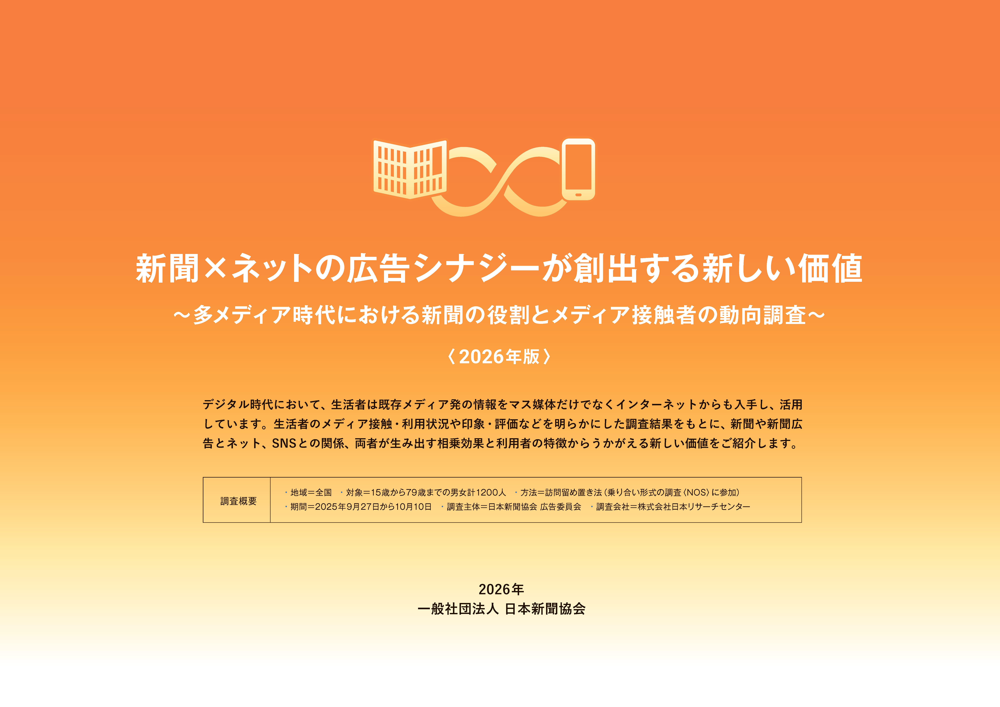 新聞×ネットの広告シナジーが創出する新しい価値
～多メディア時代における新聞の役割とメディア接触者の動向調査～
〈2026年版〉
デジタル時代において、生活者は既存メディア発の情報をマス媒体だけでなくインターネットからも入手し、活用
しています。生活者のメディア接触・利用状況や印象・評価などを明らかにした調査結果をもとに、新聞や新聞広
告とネット、SNSとの関係、両者が生み出す相乗効果と利用者の特徴からうかがえる新しい価値をご紹介します。
調査概要
・地域＝全国 ・対象＝15歳から79歳までの男女計1200人 ・方法＝訪問留め置き法（乗り合い形式の調査〈NOS〉に参加）
・期間＝2025年9月27日から10月10日 ・調査主体＝日本新聞協会 広告委員会 ・調査会社＝株式会社日本リサーチセンター
2026年
一般社団法人 日本新聞協会